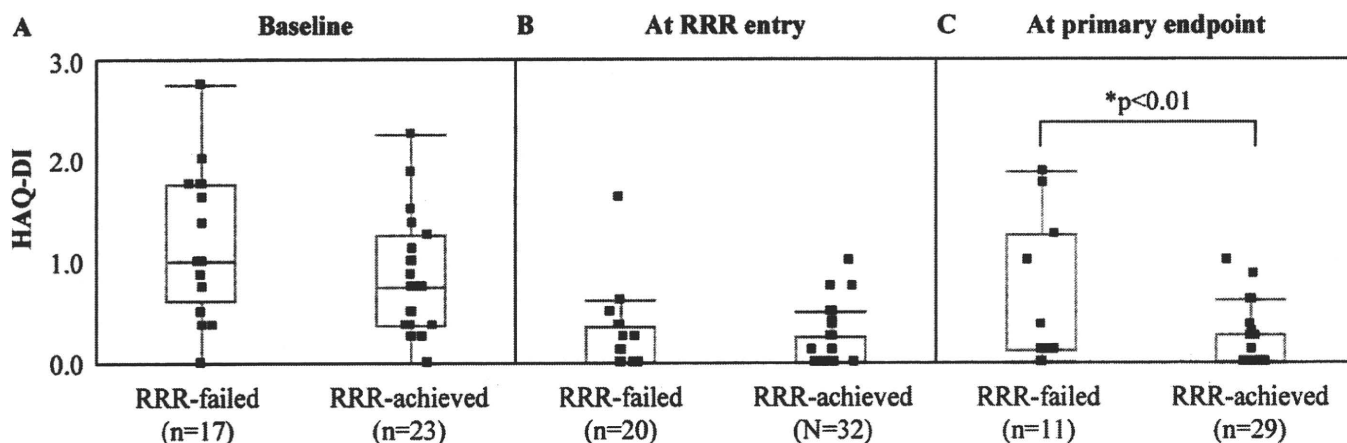 A Baseline B At RRR entry C At primary endpoint
3.0
*p<0.01
2.0
HAQ-DI
1.0
0.0
RRR-failed RRR-achieved RRR-failed RRR-achieved RRR-failed RRR-achieved
(n=17) (n=23) (n=20) (N=32) (n=11) (n=29)